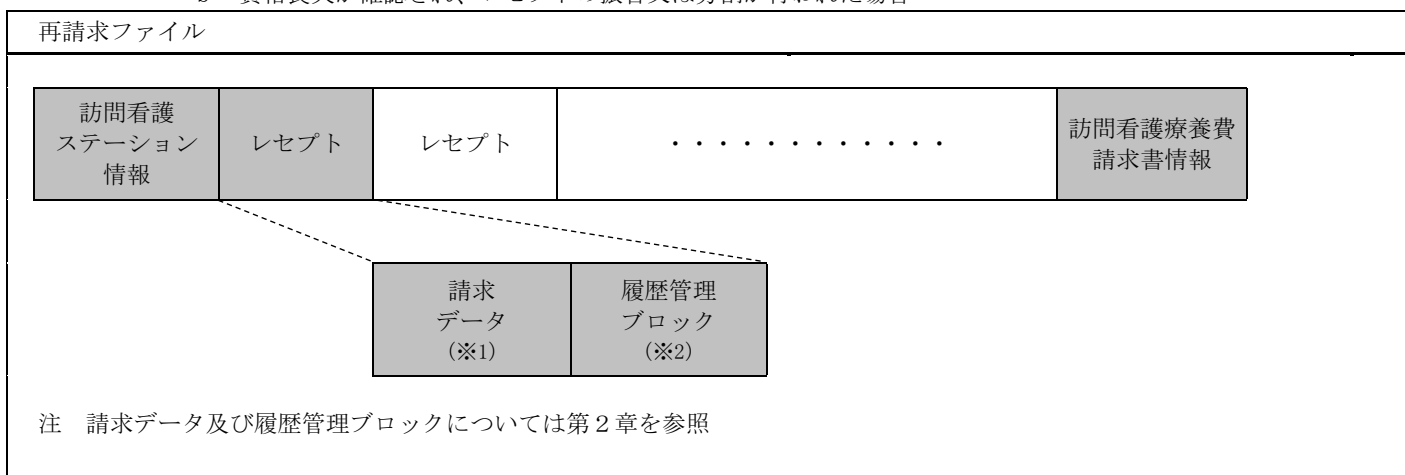 再請求ファイル
訪問看護
ステーション
情報
レセプト
レセプト
・・・・・・・・・・・・
訪問看護療養費
請求書情報
請求
データ
(※1)
履歴管理
ブロック
(※2)
注　請求データ及び履歴管理ブロックについては第２章を参照